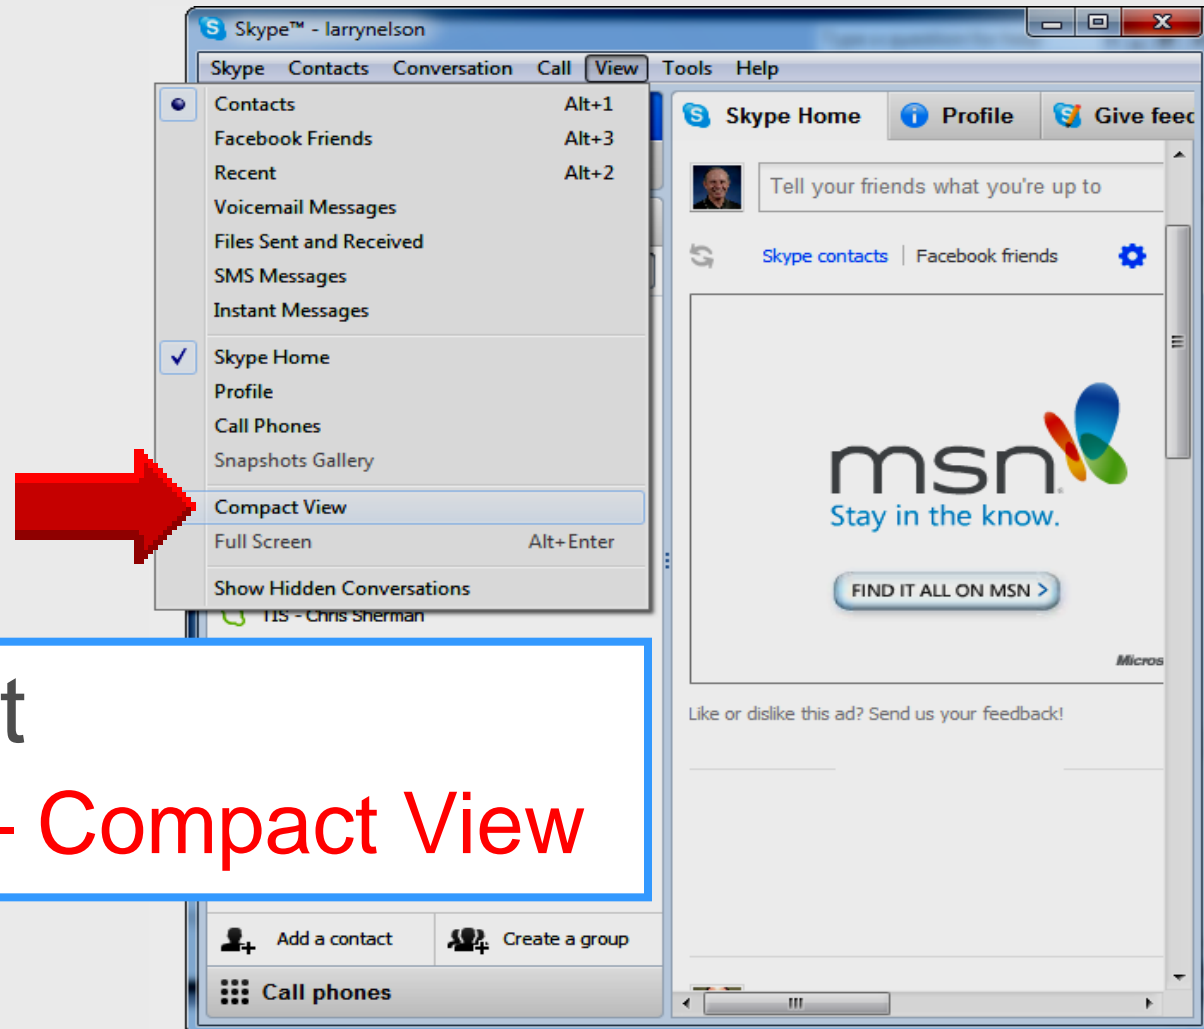 Skype™ - larrynelson
Skype Contacts Conversation Call View Tools Help
Contacts Alt+1
Facebook Friends Alt+3
Recent Alt+2
Voicemail Messages
Files Sent and Received
SMS Messages
Instant Messages
Skype Home
Profile
Call Phones
Snapshots Gallery
Compact View
Full Screen Alt+Enter
Show Hidden Conversations
TIS - Chris Sherman
t
- Compact View
Add a contact Create a group
Call phones
Skype Home Profile Give feec
Tell your friends what you're up to
Skype contacts | Facebook friends
msn
Stay in the know.
FIND IT ALL ON MSN >
Micros
Like or dislike this ad? Send us your feedback!